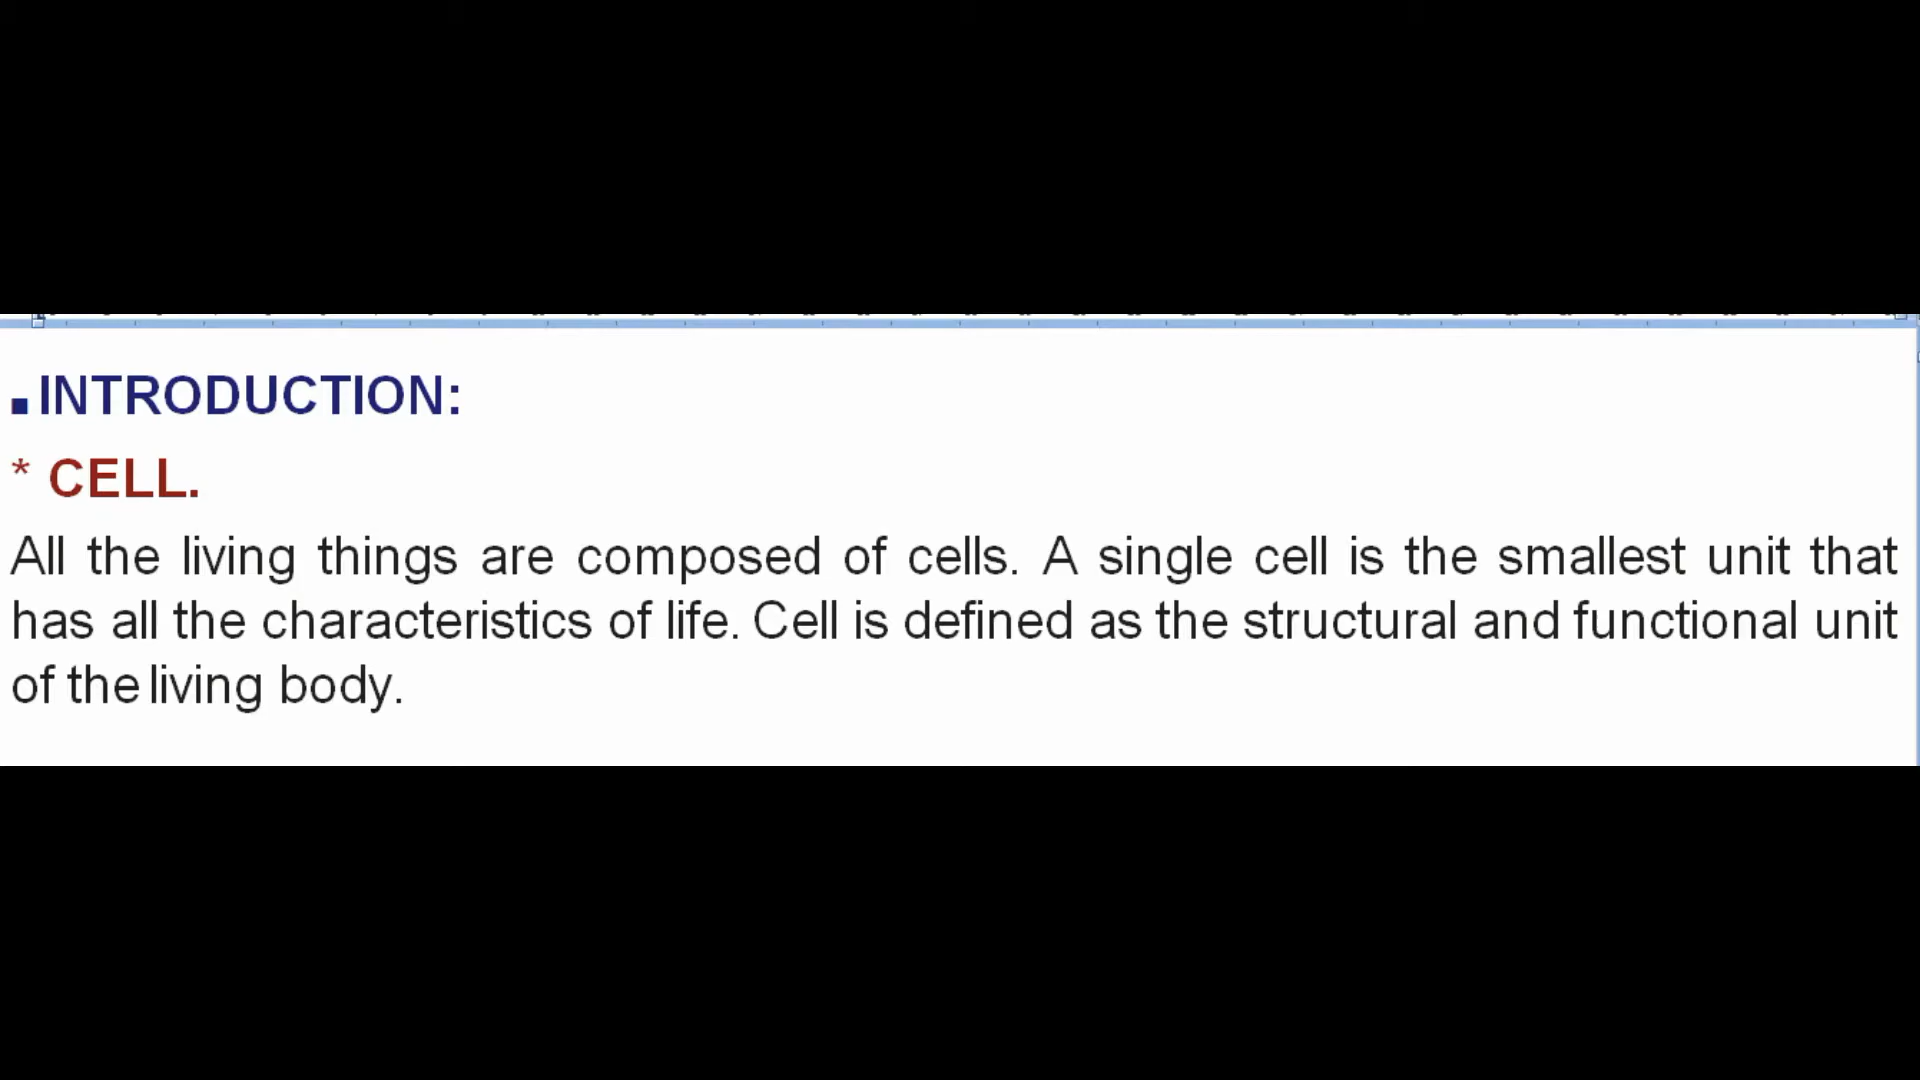 ▪INTRODUCTION:
* CELL.
All the living things are composed of cells. A single cell is the smallest unit that
has all the characteristics of life. Cell is defined as the structural and functional unit
of the living body.